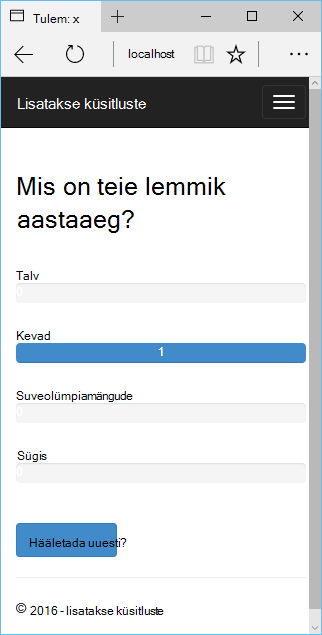 Tulem: x
localhost
Lisatakse küsitluste
Mis on teie lemmik
aastaaeg?
Talv
0
Kevad
1
Suveolümpiamängude
0
Sügis
0
Hääletada uuesti?
© 2016 - lisatakse küsitluste